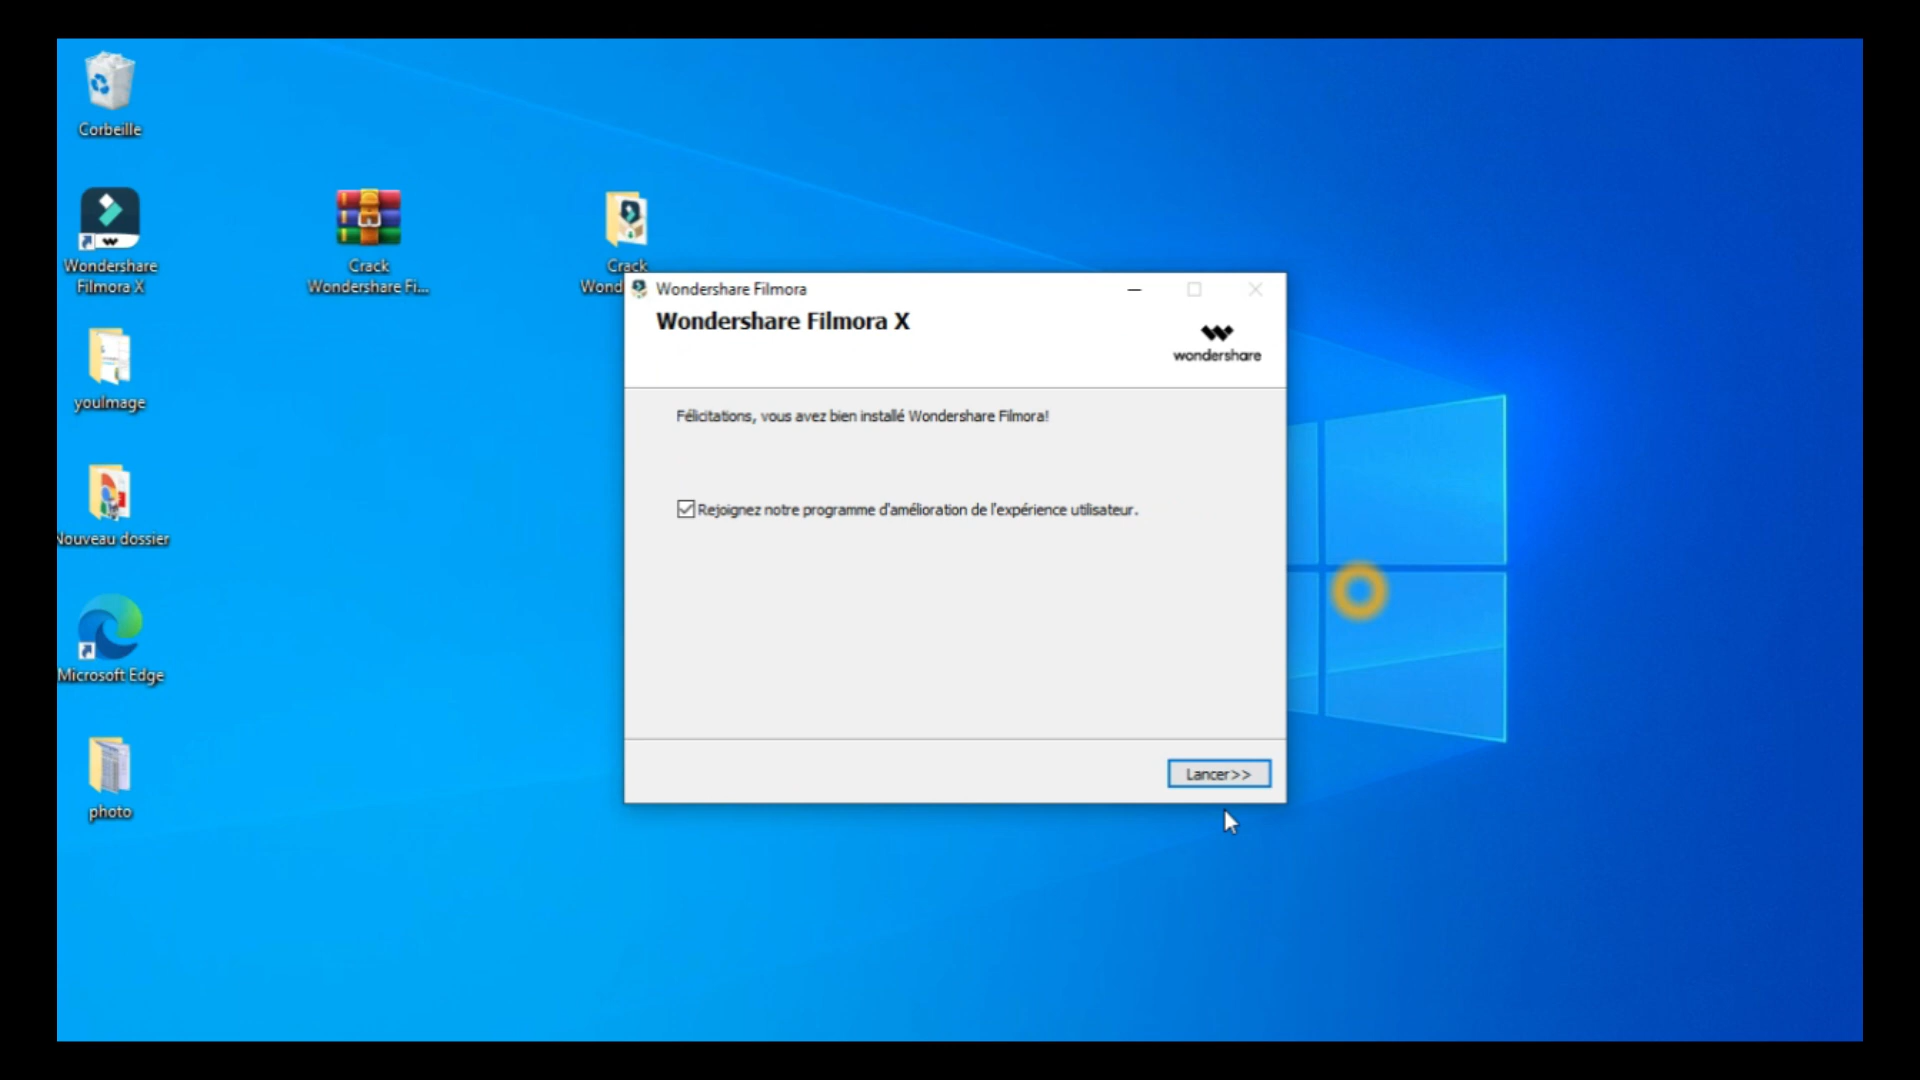 Corbeille
Wondershare
Filmora X
Crack
Wondershare Fi...
Crack
Wond
youImage
Nouveau dossier
Microsoft Edge
photo
Wondershare Filmora
Wondershare Filmora X
wondershare
Félicitations, vous avez bien installé Wondershare Filmora!
Rejoignez notre programme d'amélioration de l'expérience utilisateur.
Lancer>>